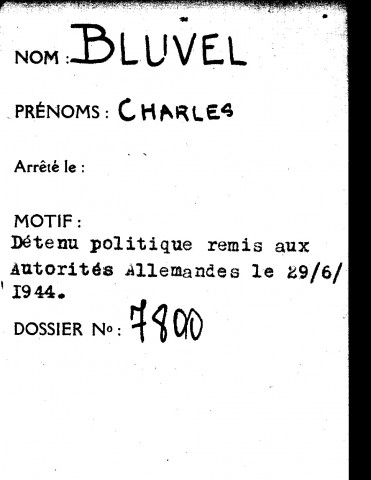 NOM : BLUVEL
PRÉNOMS : CHARLES
Arrêté le :
MOTIF :
Détenu politique remis aux
Autorités Allemandes le 29/6/
1944.
DOSSIER No : 7800